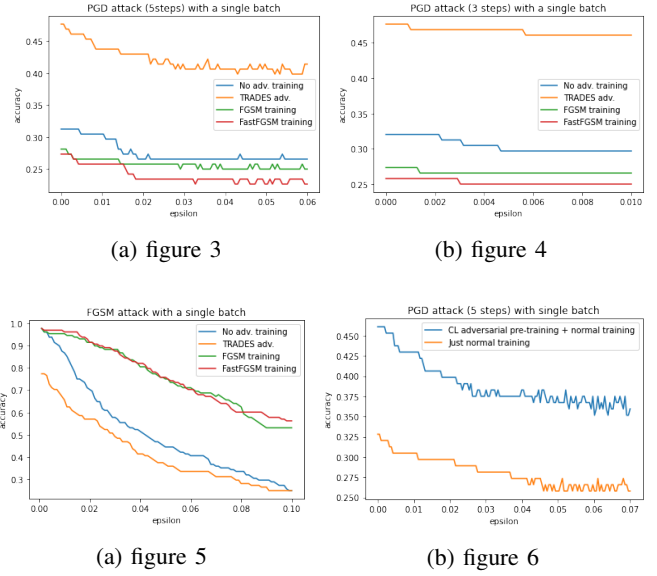 PGD attack (5steps) with a single batch
0.45
0.40
0.35
0.30
0.25
accuracy
No adv. training
TRADES adv.
FGSM training
FastFGSM training
0.00 0.01 0.02 0.03 0.04 0.05 0.06
epsilon
(a) figure 3
PGD attack (3 steps) with a single batch
0.45
0.40
0.35
0.30
0.25
accuracy
No adv. training
TRADES adv.
FGSM training
FastFGSM training
0.000 0.002 0.004 0.006 0.008 0.010
epsilon
(b) figure 4
FGSM attack with a single batch
1.0
0.9
0.8
0.7
0.6
0.5
0.4
0.3
accuracy
No adv. training
TRADES adv.
FGSM training
FastFGSM training
0.00 0.02 0.04 0.06 0.08 0.10
epsilon
(a) figure 5
PGD attack (5 steps) with single batch
0.450
0.425
0.400
0.375
0.350
0.325
0.300
0.275
0.250
accuracy
CL adversarial pre-training + normal training
Just normal training
0.00 0.01 0.02 0.03 0.04 0.05 0.06 0.07
epsilon
(b) figure 6